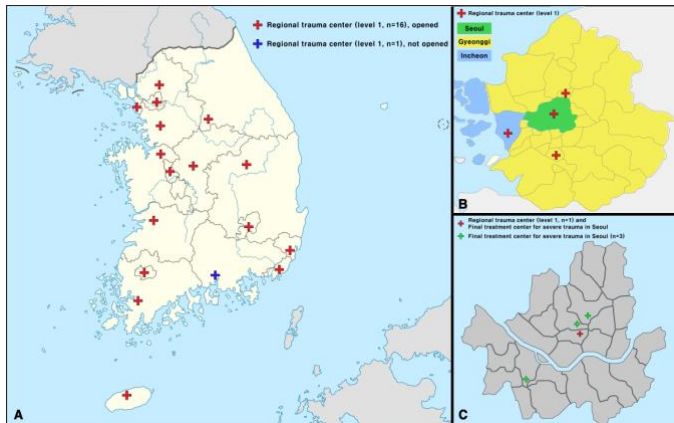 Regional trauma center (level 1, n=16), opened
Regional trauma center (level 1, n=1), not opened
A
Regional trauma center (level 1)
Seoul
Gyeonggi
Incheon
B
Regional trauma center (level 1, n=1) and
Final treatment center for severe trauma in Seoul
Final treatment center for severe trauma in Seoul (n=3)
C